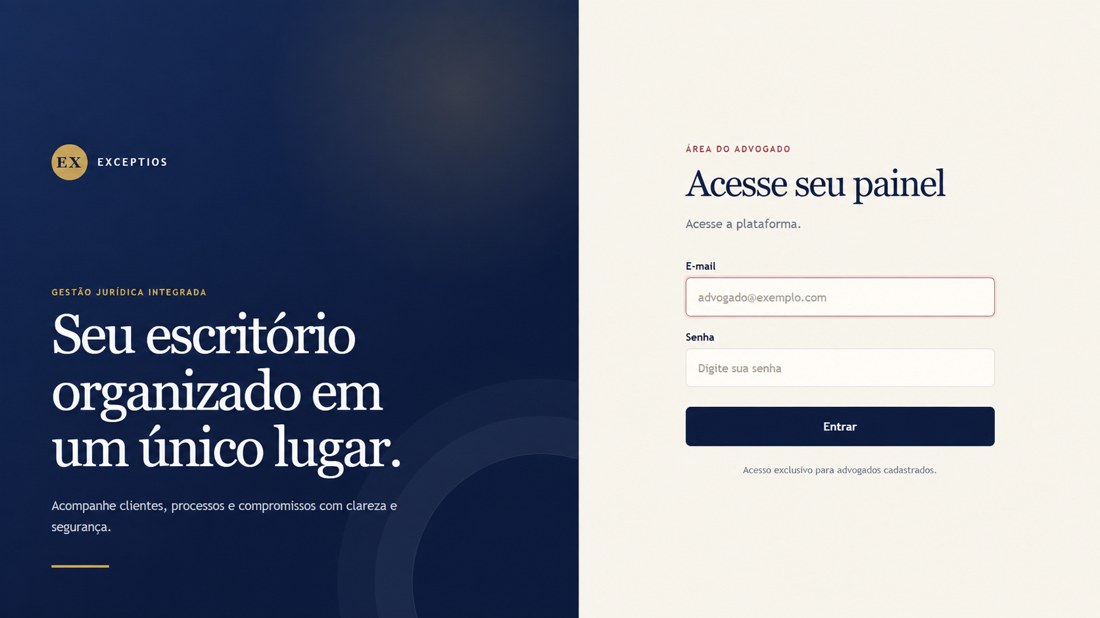 EX EXCEPTIOS
GESTÃO JURÍDICA INTEGRADA
Seu escritório
organizado em
um único lugar.
Acompanhe clientes, processos e compromissos com clareza e
segurança.
ÁREA DO ADVOGADO
Acesse seu painel
Acesse a plataforma.
E-mail
advogado@exemplo.com
Senha
Digite sua senha
Entrar
Acesso exclusivo para advogados cadastrados.